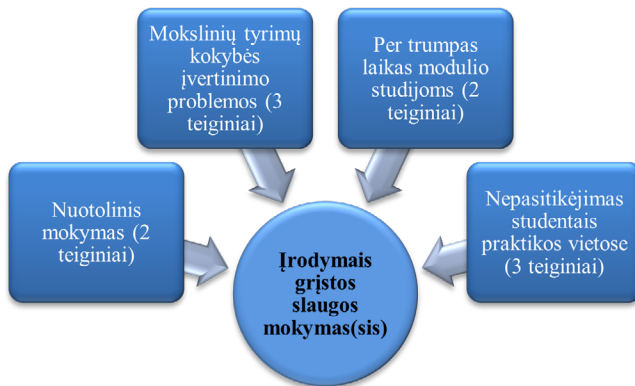 Mokslinių tyrimų
kokybės
įvertinimo
problemos (3
teiginiai)
Per trumpas
laikas modulio
studijoms (2
teiginiai)
Nuotolinis
mokymas (2
teiginiai)
Nepasitikėjimas
studentais
praktikos vietose
(3 teiginiai)
Įrodymais
grįstos
slaugos
mokymas(sis)